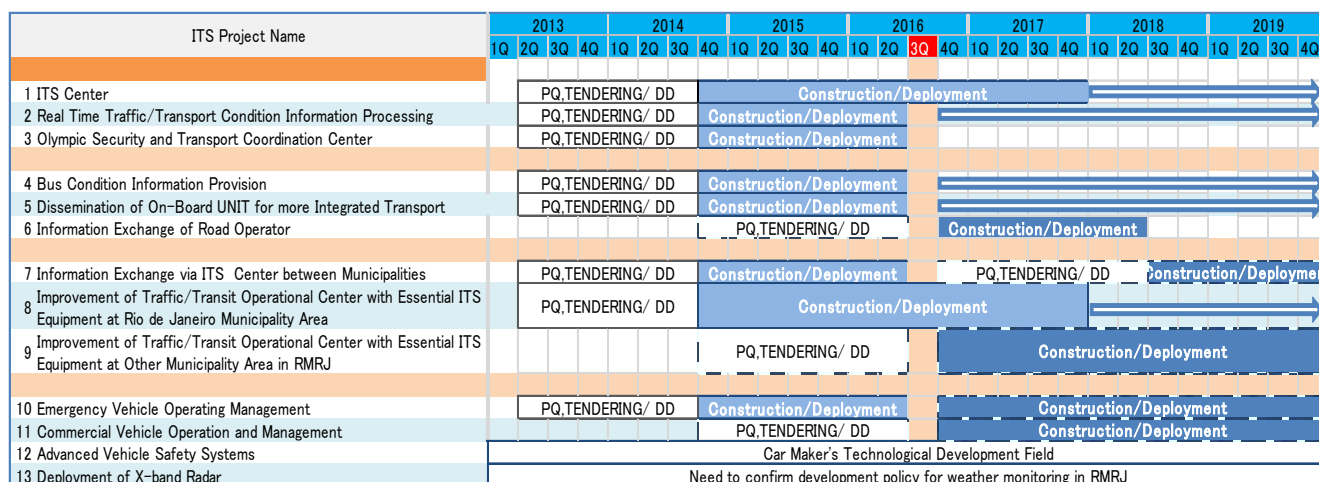 ITS Project Name
2013 2014 2015 2016 2017 2018 2019
1Q 2Q 3Q 4Q 1Q 2Q 3Q 4Q 1Q 2Q 3Q 4Q 1Q 2Q 3Q 4Q 1Q 2Q 3Q 4Q 1Q 2Q 3Q 4Q 1Q 2Q 3Q 4Q
1 ITS Center PQ,TENDERING/ DD Construction/Deployment
2 Real Time Traffic/Transport Condition Information Processing PQ,TENDERING/ DD Construction/Deployment
3 Olympic Security and Transport Coordination Center PQ,TENDERING/ DD Construction/Deployment
4 Bus Condition Information Provision PQ,TENDERING/ DD Construction/Deployment
5 Dissemination of On-Board UNIT for more Integrated Transport PQ,TENDERING/ DD Construction/Deployment
6 Information Exchange of Road Operator PQ,TENDERING/ DD Construction/Deployment
7 Information Exchange via ITS Center between Municipalities PQ,TENDERING/ DD Construction/Deployment PQ,TENDERING/ DD Construction/Deploymen
8 Improvement of Traffic/Transit Operational Center with Essential ITS
Equipment at Rio de Janeiro Municipality Area PQ,TENDERING/ DD Construction/Deployment
9 Improvement of Traffic/Transit Operational Center with Essential ITS
Equipment at Other Municipality Area in RMRJ PQ,TENDERING/ DD Construction/Deployment
10 Emergency Vehicle Operating Management PQ,TENDERING/ DD Construction/Deployment Construction/Deployment
11 Commercial Vehicle Operation and Management PQ,TENDERING/ DD Construction/Deployment
12 Advanced Vehicle Safety Systems Car Maker's Technological Development Field
13 Deployment of X-band Radar Need to confirm development policy for weather monitoring in RMRJ